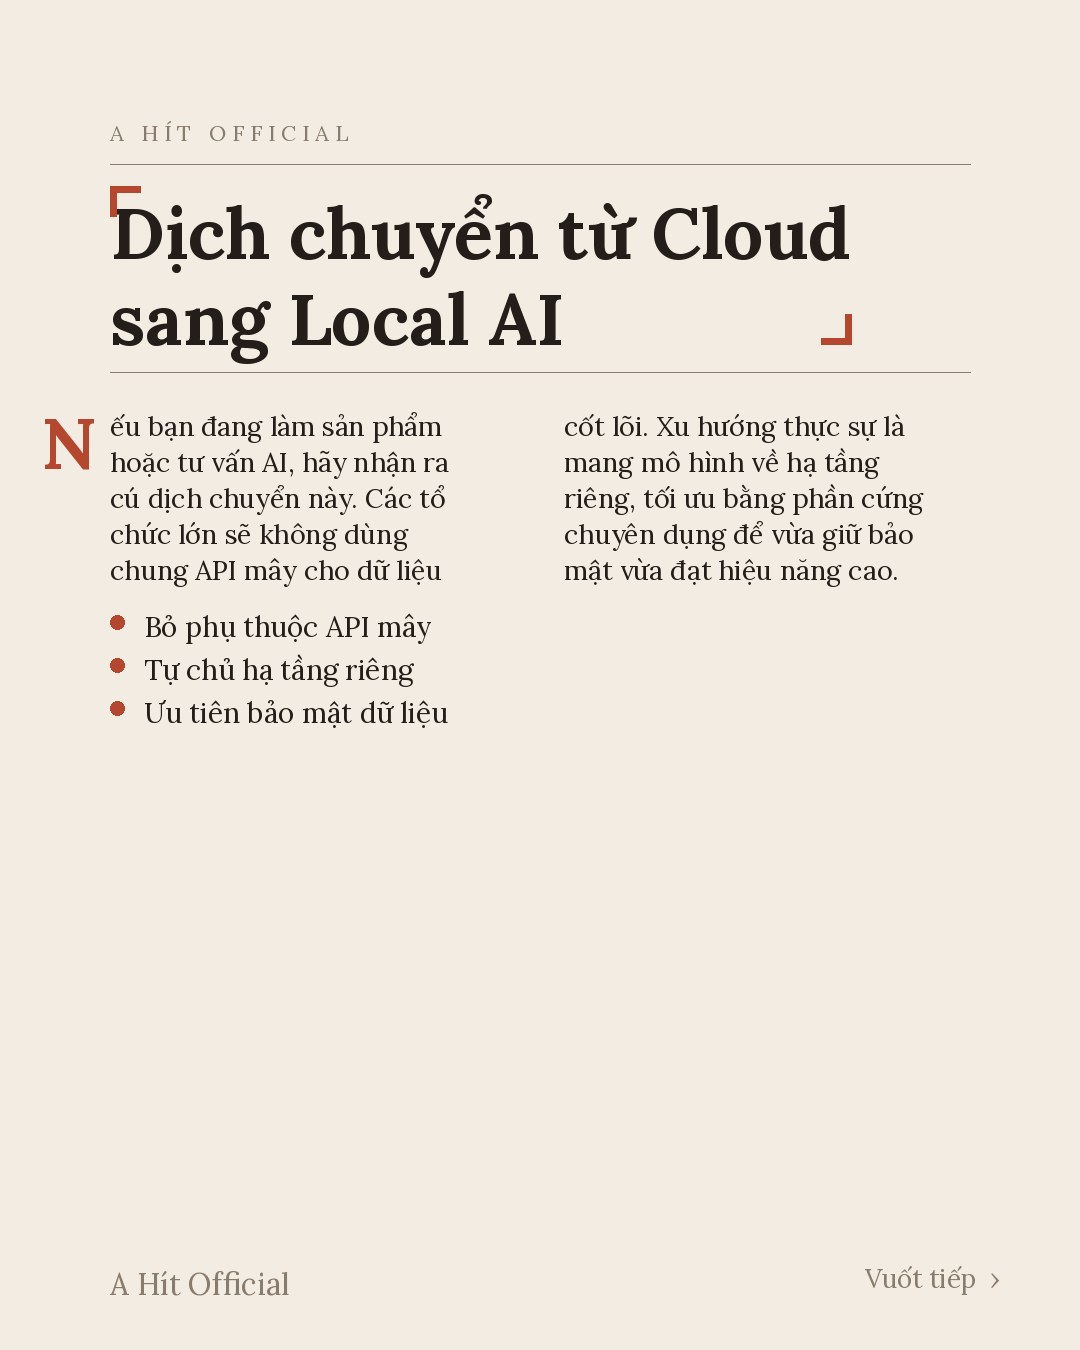 A HÍT OFFICIAL
Dịch chuyển từ Cloud
sang Local AI
Nếu bạn đang làm sản phẩm
hoặc tư vấn AI, hãy nhận ra
cú dịch chuyển này. Các tổ
chức lớn sẽ không dùng
chung API mây cho dữ liệu
cốt lõi. Xu hướng thực sự là
mang mô hình về hạ tầng
riêng, tối ưu bằng phần cứng
chuyên dụng để vừa giữ bảo
mật vừa đạt hiệu năng cao.
Bỏ phụ thuộc API mây
Tự chủ hạ tầng riêng
Ưu tiên bảo mật dữ liệu
A Hít Official
Vuốt tiếp ›